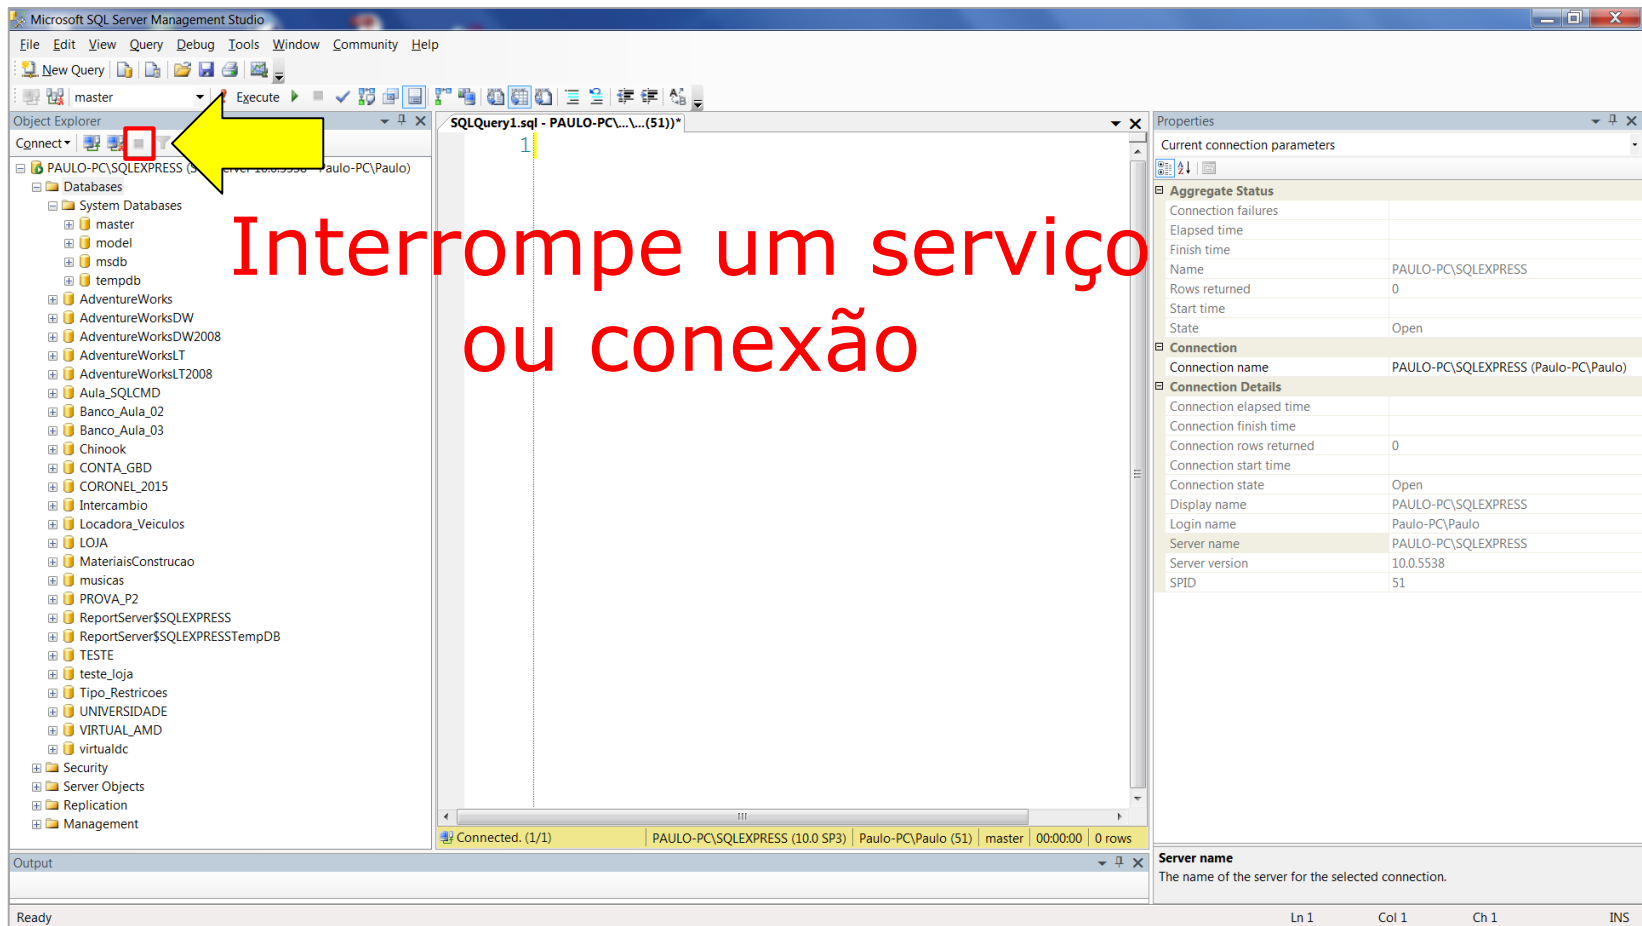 Microsoft SQL Server Management Studio
File Edit View Query Debug Tools Window Community Help
New Query
master Execute
Object Explorer
Connect
PAULO-PC\SQLEXPRESS (S Server 10.0.5538 - Paulo-PC\Paulo)
Databases
System Databases
master
model
msdb
tempdb
AdventureWorks
AdventureWorksDW
AdventureWorksDW2008
AdventureWorksLT
AdventureWorksLT2008
Aula_SQLCMD
Banco_Aula_02
Banco_Aula_03
Chinook
CONTA_GBD
CORONEL_2015
Intercambio
Locadora_Veiculos
LOJA
MateriaisConstrucao
musicas
PROVA_P2
ReportServer$SQLEXPRESS
ReportServer$SQLEXPRESSTempDB
TESTE
teste_loja
Tipo_Restricoes
UNIVERSIDADE
VIRTUAL_AMD
virtualdc
Security
Server Objects
Replication
Management
SQLQuery1.sql - PAULO-PC\...\...(51))*
1
Interrompe um serviço
ou conexão
Connected. (1/1) PAULO-PC\SQLEXPRESS (10.0 SP3) Paulo-PC\Paulo (51) master 00:00:00 0 rows
Properties
Current connection parameters
Aggregate Status
Connection failures
Elapsed time
Finish time
Name PAULO-PC\SQLEXPRESS
Rows returned 0
Start time
State Open
Connection
Connection name PAULO-PC\SQLEXPRESS (Paulo-PC\Paulo)
Connection Details
Connection elapsed time
Connection finish time
Connection rows returned 0
Connection start time
Connection state Open
Display name PAULO-PC\SQLEXPRESS
Login name Paulo-PC\Paulo
Server name PAULO-PC\SQLEXPRESS
Server version 10.0.5538
SPID 51
Server name
The name of the server for the selected connection.
Output
Ready Ln 1 Col 1 Ch 1 INS